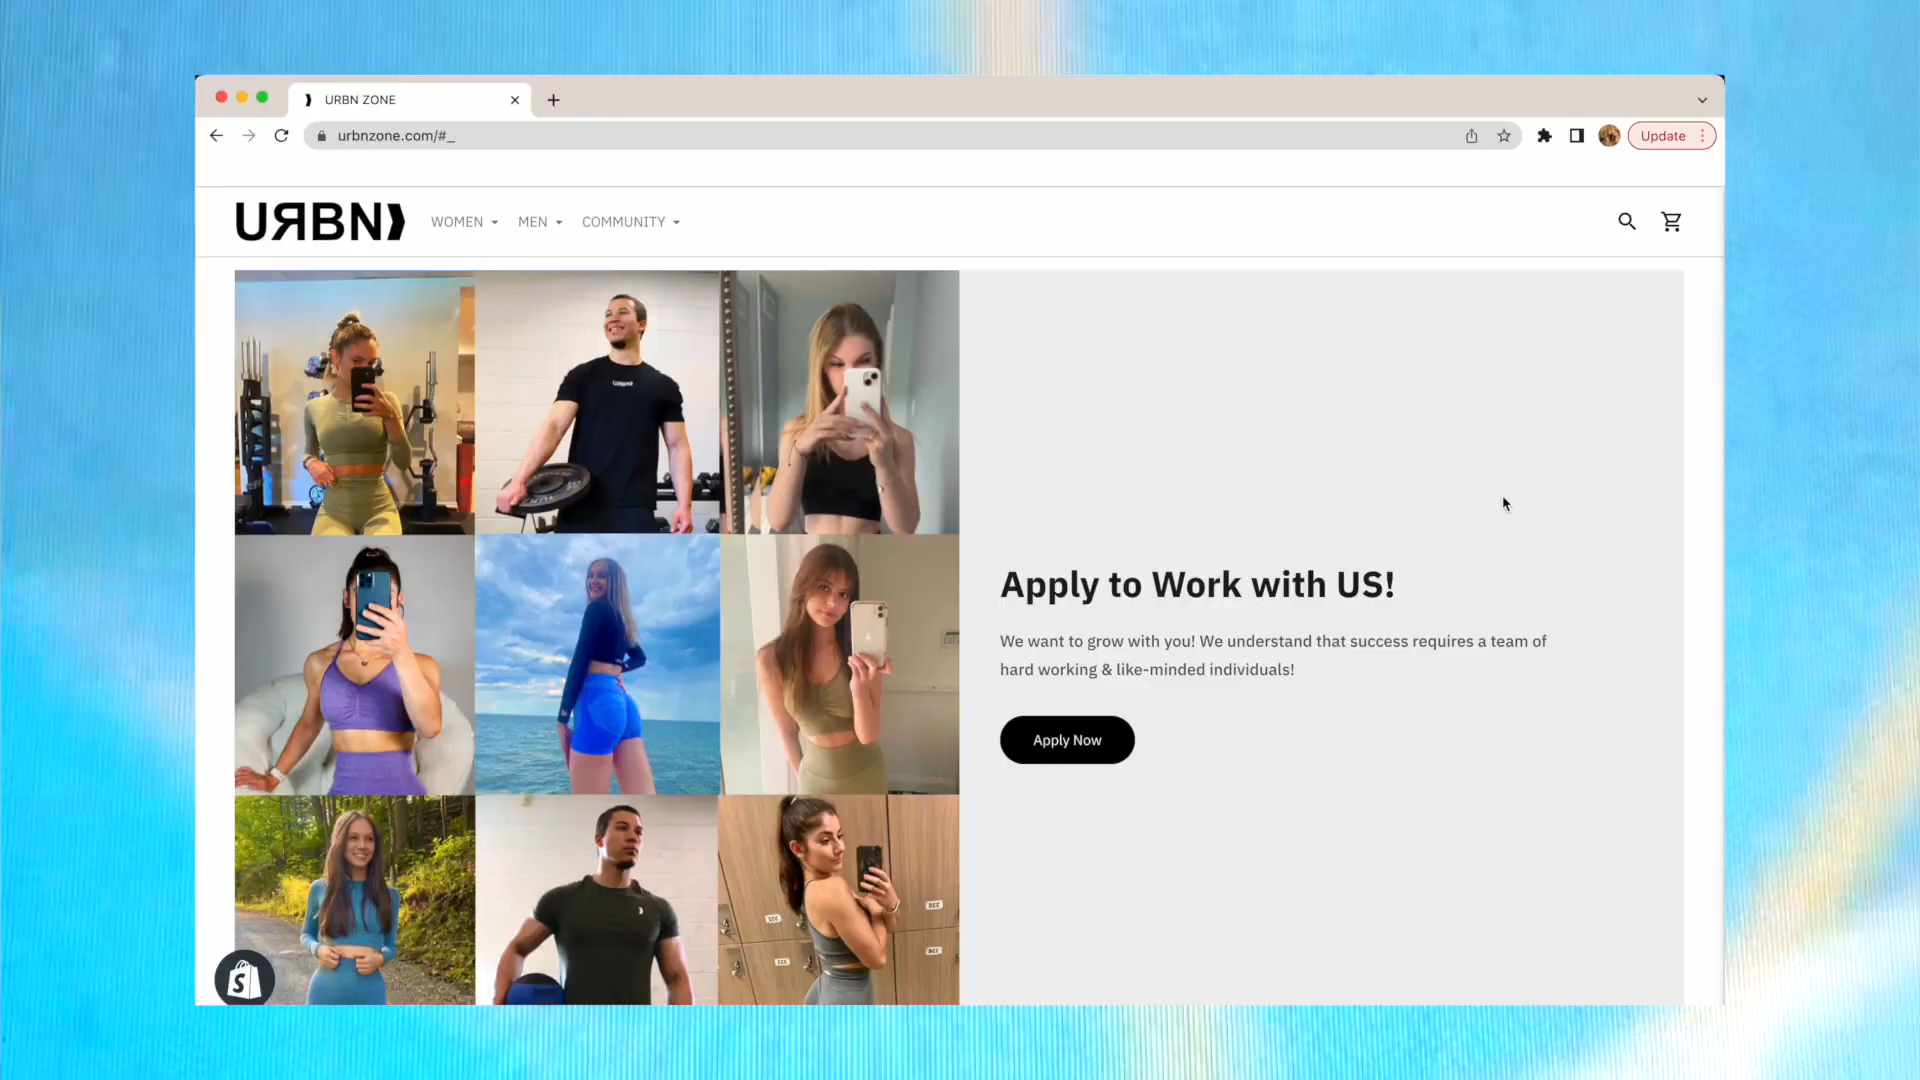 URBN ZONE
urbnzone.com/#_
Update
URBN
WOMEN
MEN
COMMUNITY
URBN
Apply to Work with US!
We want to grow with you! We understand that success requires a team of
hard working & like-minded individuals!
Apply Now